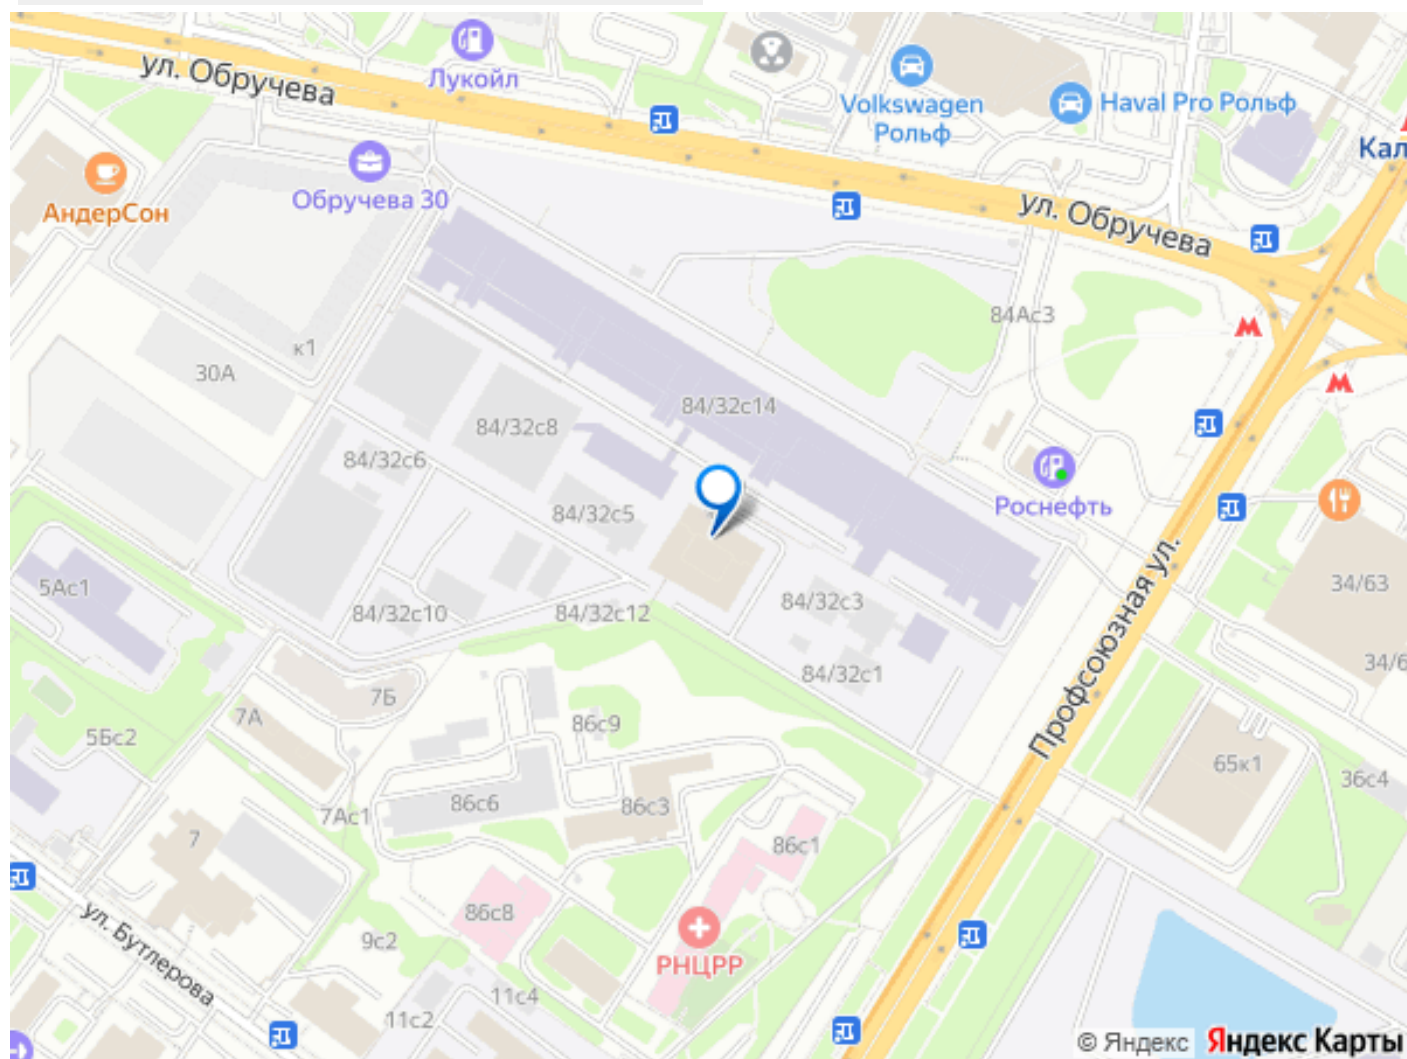 ул. Обручева
Лукойл
Volkswagen
Рольф
Haval Pro Рольф
Кал
АндерСон
Обручева 30
ул. Обручева
84Ас3
к1
30А
84/32с14
84/32с8
84/32с6
84/32с5
Роснефть
5Ас1
84/32с10
84/32с12
84/32с3
34/63
84/32с1
34/6
Профсоюзная ул.
7Б
7А
86с9
5Бс2
65к1
36с4
86с6
86с3
7Ас1
7
86с1
86с8
ул. Бутлерова
9с2
РНЦРР
11с4
11с2
© Яндекс Яндекс Карты